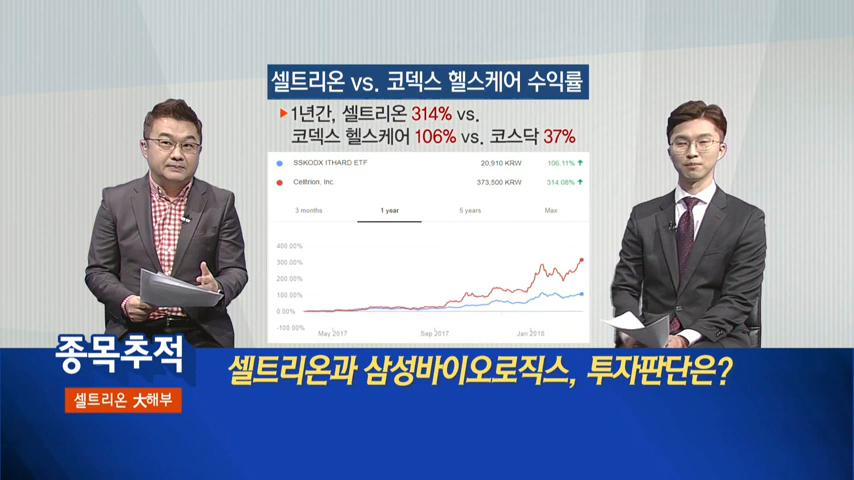 셀트리온 vs. 코덱스 헬스케어 수익률
▶1년간, 셀트리온 314% vs.
코덱스 헬스케어 106% vs. 코스닥 37%
SSKODX ITHARD ETF 20,910 KRW 106.11% ↑
Celltrion, Inc. 373,500 KRW 314.08% ↑
3 months 1 year 5 years Max
400.00%
300.00%
200.00%
100.00%
0.00%
-100.00%
May 2017 Sep 2017 Jan 2018
종목추적
셀트리온과 삼성바이오로직스, 투자판단은?
셀트리온 大해부